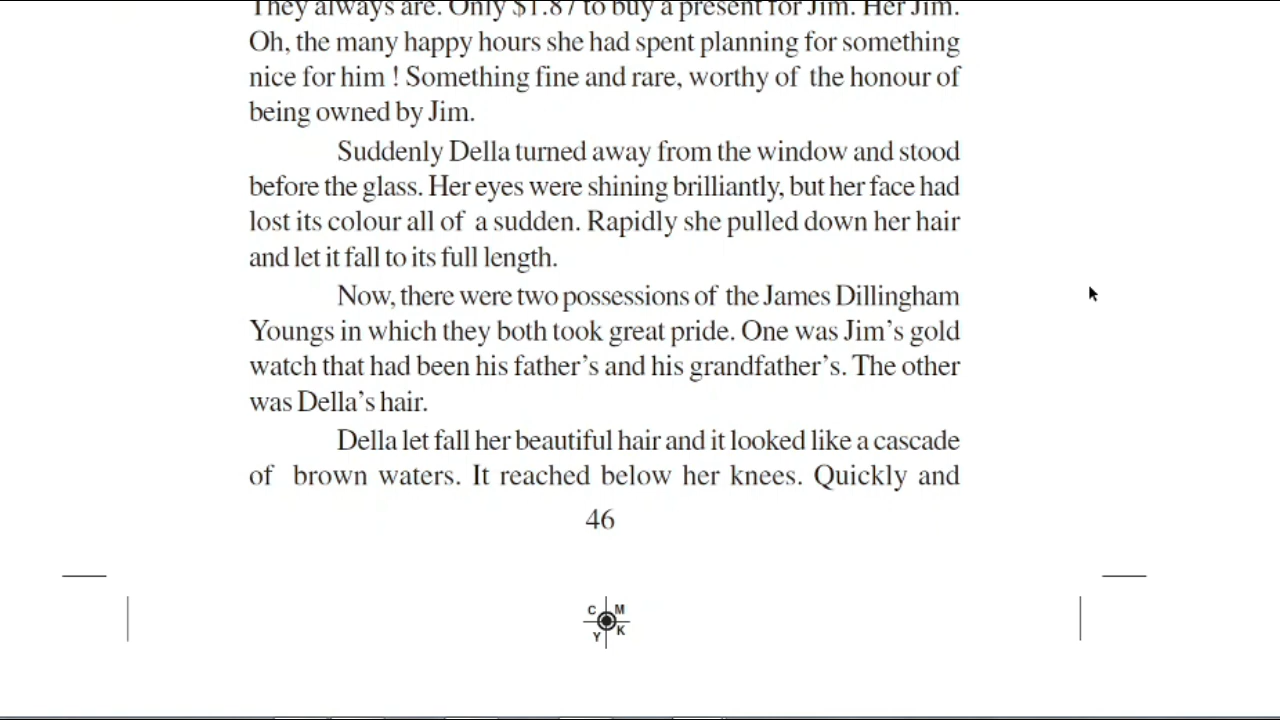 They always are. Only $1.87 to buy a present for Jim. Her Jim.
Oh, the many happy hours she had spent planning for something
nice for him ! Something fine and rare, worthy of the honour of
being owned by Jim.
Suddenly Della turned away from the window and stood
before the glass. Her eyes were shining brilliantly, but her face had
lost its colour all of a sudden. Rapidly she pulled down her hair
and let it fall to its full length.
Now, there were two possessions of the James Dillingham
Youngs in which they both took great pride. One was Jim’s gold
watch that had been his father’s and his grandfather’s. The other
was Della’s hair.
Della let fall her beautiful hair and it looked like a cascade
of brown waters. It reached below her knees. Quickly and
46
C M
Y K